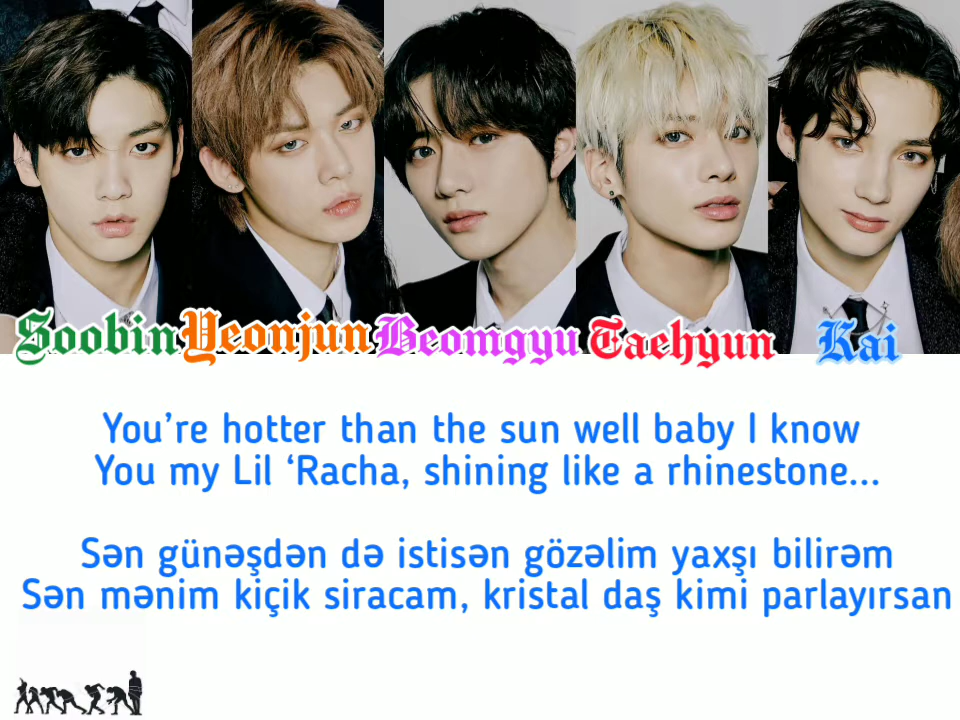 Soobin Yeonjun Beomgyu Taehyun Kai
You’re hotter than the sun well baby I know
You my Lil ‘Racha, shining like a rhinestone...
Sən günəşdən də istisən gözəlim yaxşı bilirəm
Sən mənim kiçik siracam, kristal daş kimi parlayırsan